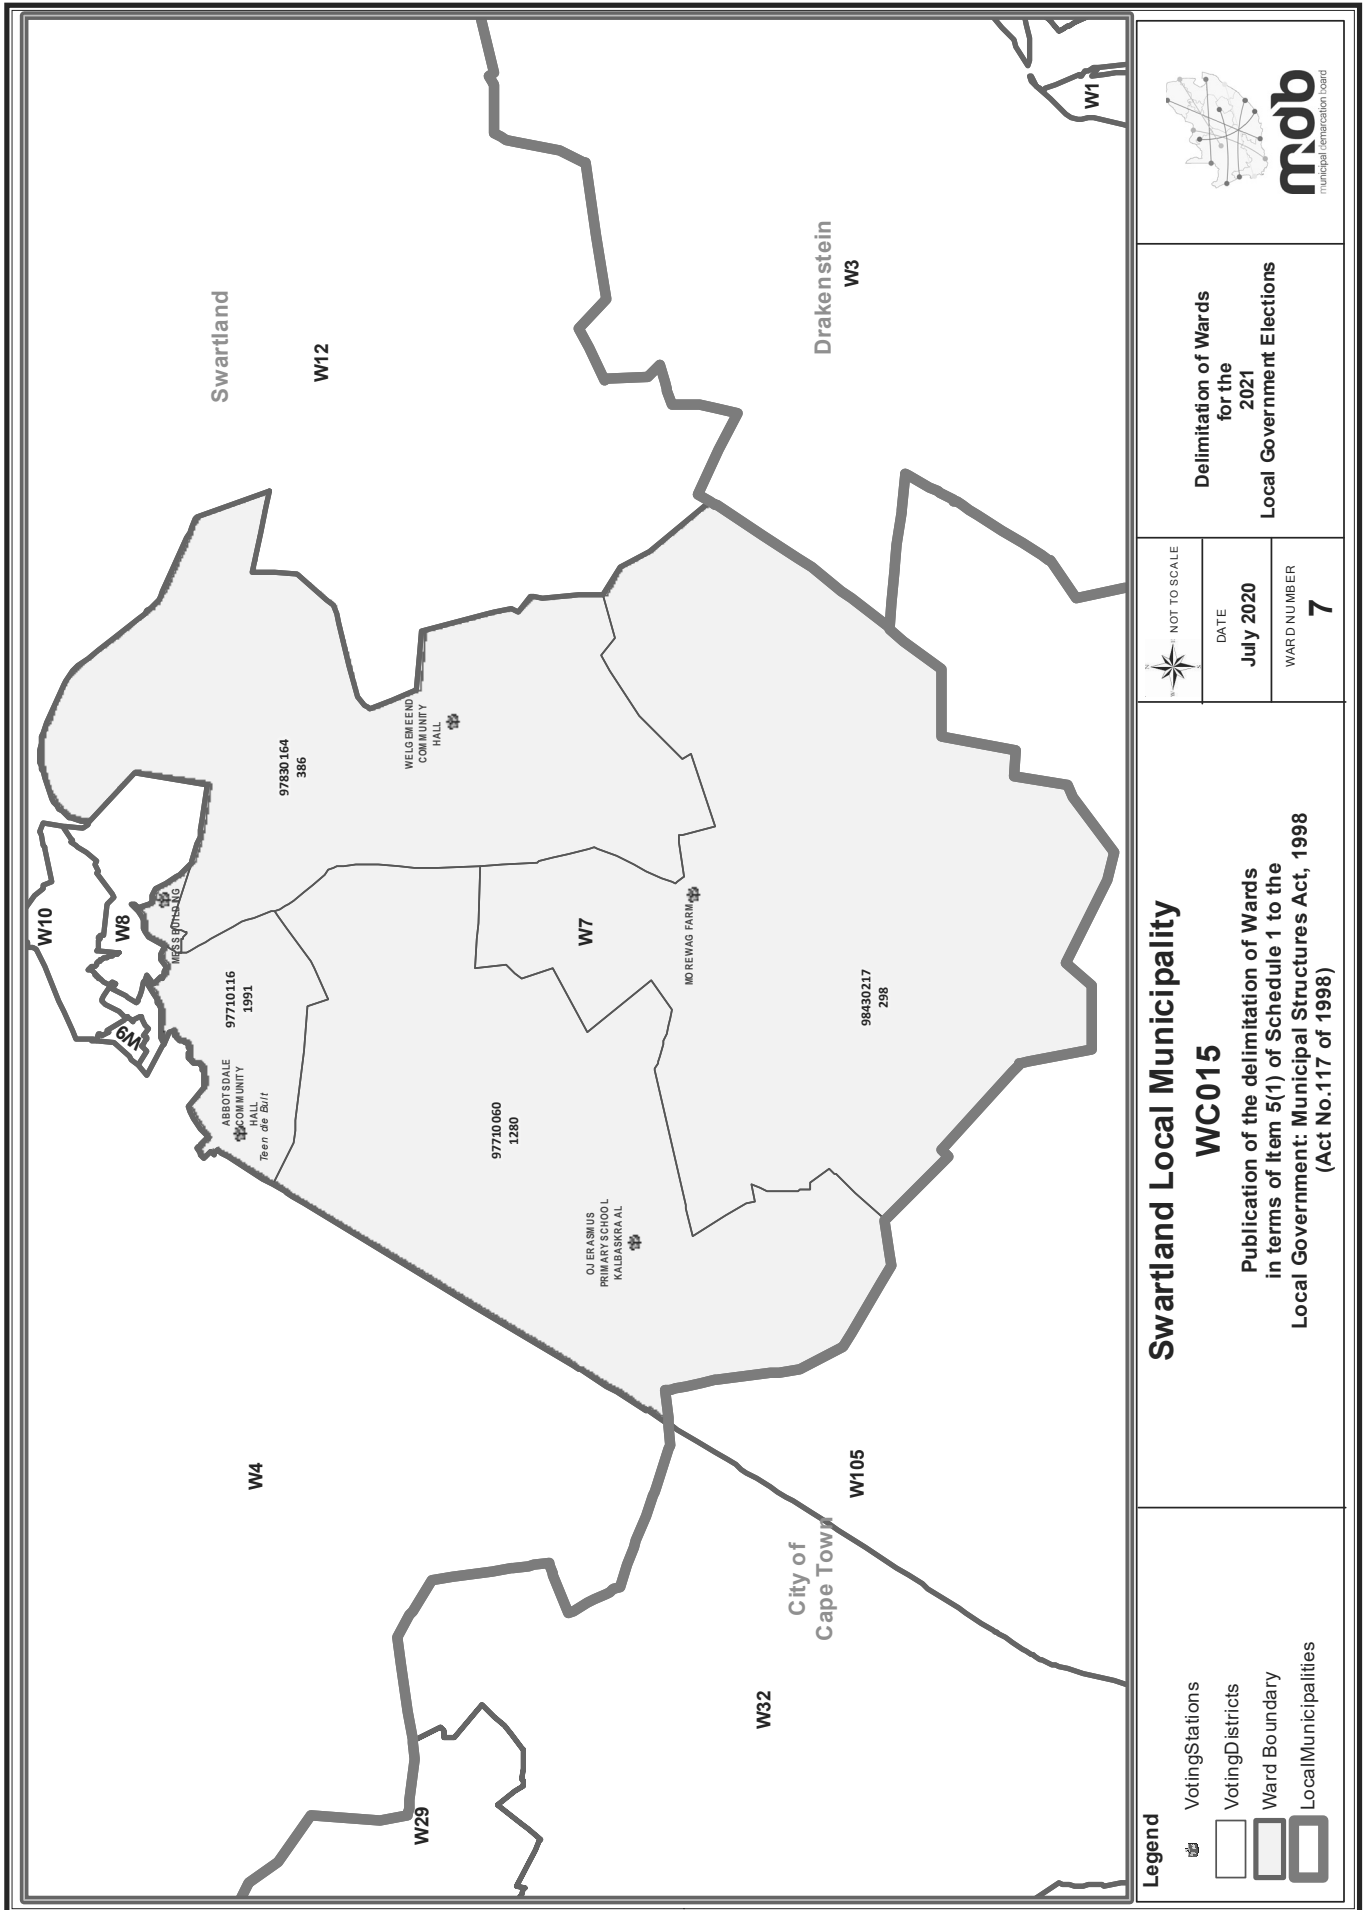 Swartland
W12
Drakenstein
W3
W1
W10
W8
W9
97830164
386
WELGEMEEND
COMMUNITY
HALL
MESS BUILDING
97710116
1991
ABBOTSDALE
COMMUNITY
HALL
Teen die Bult
W7
MOREWAG FARM
98430217
298
97710060
1280
OJ ERASMUS
PRIMARY SCHOOL
KALBASKRAAL
W4
W105
City of
Cape Town
W32
W29
Legend
VotingStations
VotingDistricts
Ward Boundary
LocalMunicipalities
Swartland Local Municipality
WC015
Publication of the delimitation of Wards
in terms of Item 5(1) of Schedule 1 to the
Local Government: Municipal Structures Act, 1998
(Act No.117 of 1998)
N
E
S
W
NOT TO SCALE
DATE
July 2020
WARD NUMBER
7
Delimitation of Wards
for the
2021
Local Government Elections
mdb
municipal demarcation board